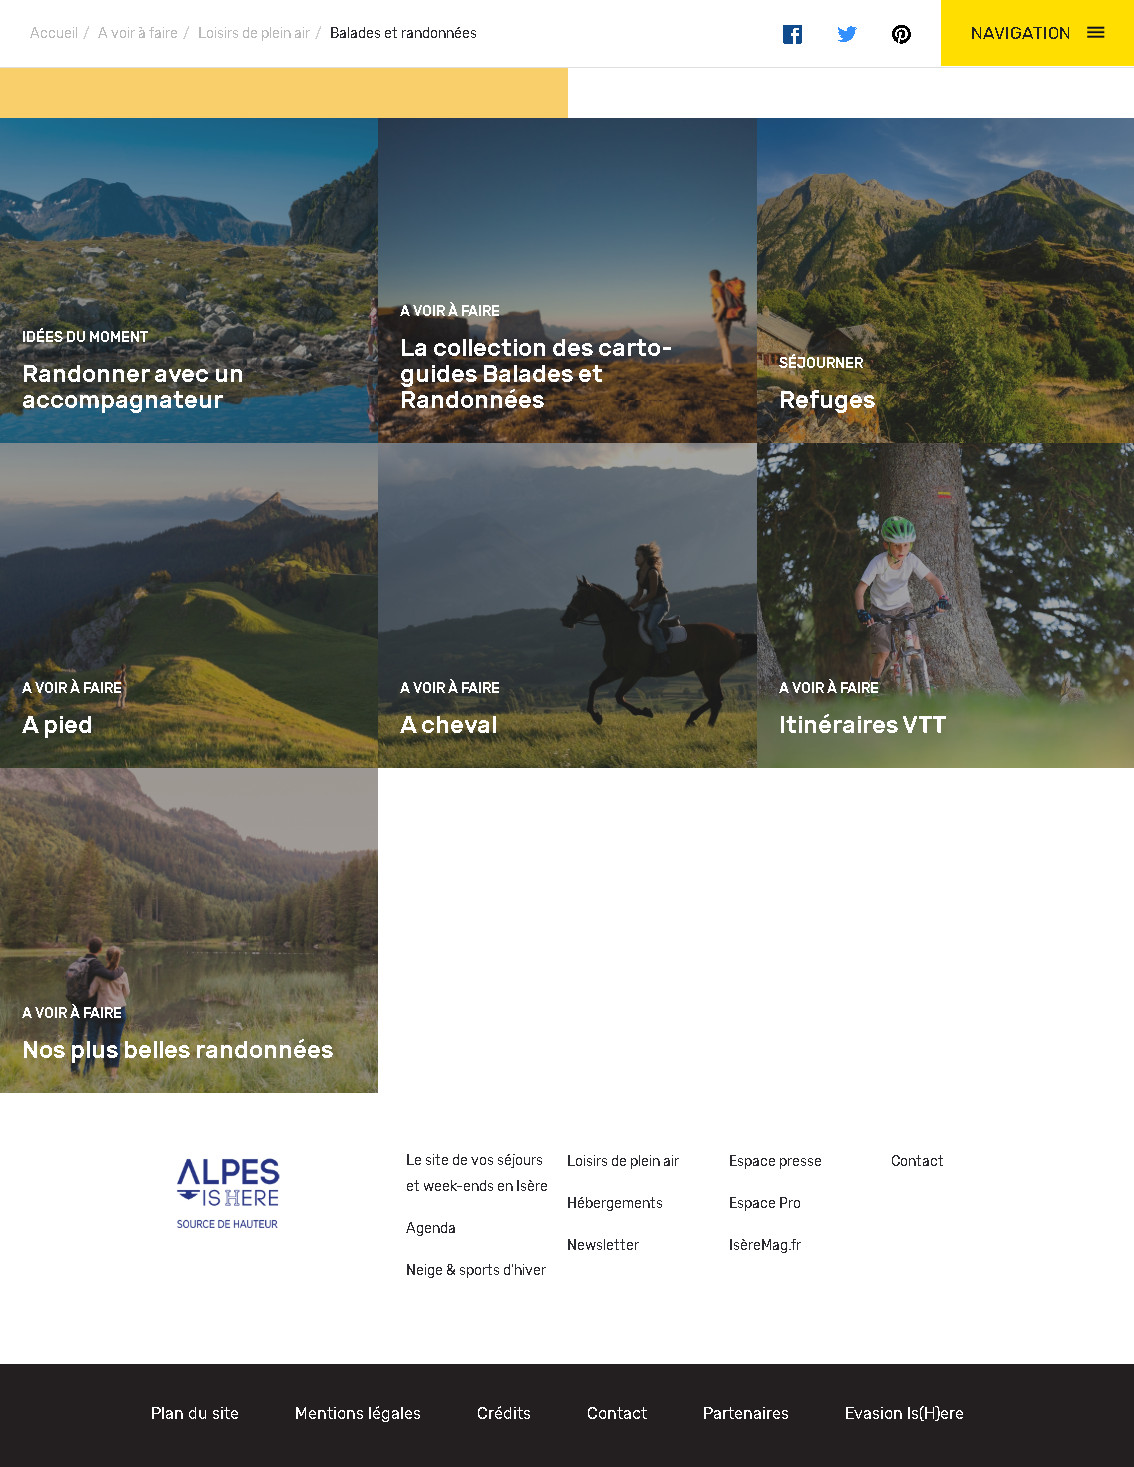 Accueil / A voir à faire / Loisirs de plein air / Balades et randonnées
NAVIGATION
IDÉES DU MOMENT
Randonner avec un
accompagnateur
A VOIR À FAIRE
La collection des carto-
guides Balades et
Randonnées
SÉJOURNER
Refuges
A VOIR À FAIRE
A pied
A VOIR À FAIRE
A cheval
A VOIR À FAIRE
Itinéraires VTT
A VOIR À FAIRE
Nos plus belles randonnées
ALPES
IS HERE
SOURCE DE HAUTEUR
Le site de vos séjours
et week-ends en Isère
Agenda
Neige & sports d'hiver
Loisirs de plein air
Hébergements
Newsletter
Espace presse
Espace Pro
IsèreMag.fr
Contact
Plan du site
Mentions légales
Crédits
Contact
Partenaires
Evasion Is(H)ere